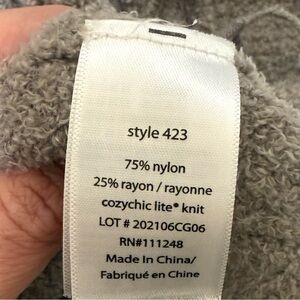 style 423
75% nylon
25% rayon / rayonne
cozychic lite® knit
LOT # 202106CG06
RN#111248
Made In China/
Fabriqué en Chine